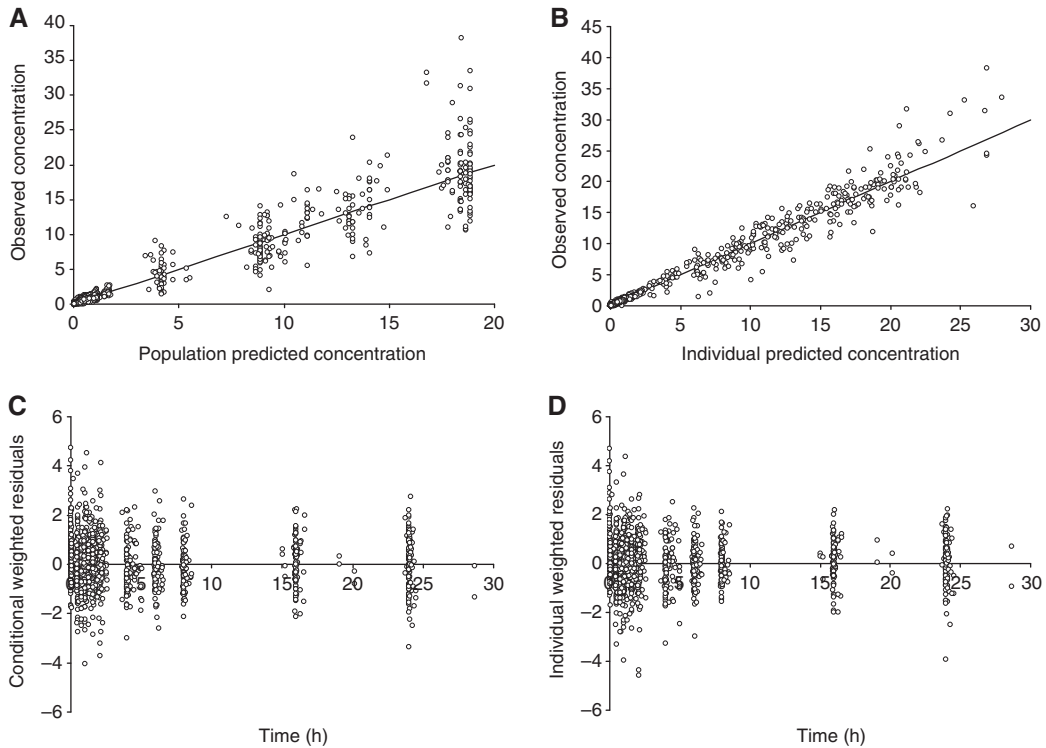 A
Observed concentration
40
35
30
25
20
15
10
5
0
0 5 10 15 20
Population predicted concentration
B
Observed concentration
45
40
35
30
25
20
15
10
5
0
0 5 10 15 20 25 30
Individual predicted concentration
C
Conditional weighted residuals
6
4
2
0
−2
−4
−6
0 5 10 15 20 25 30
Time (h)
D
Individual weighted residuals
6
4
2
0
−2
−4
−6
0 5 10 15 20 25 30
Time (h)